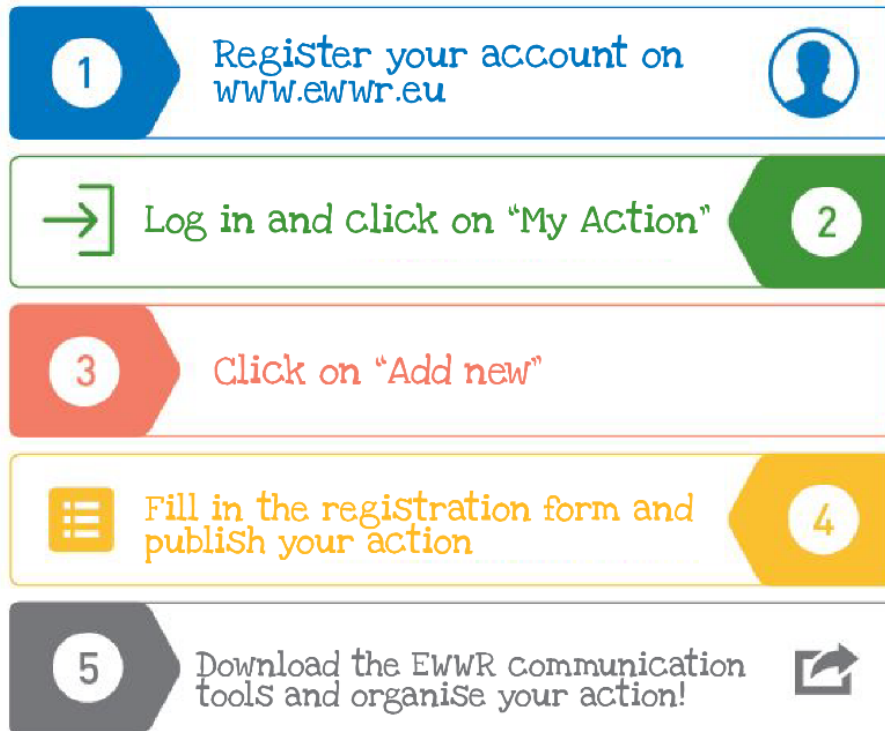 1
Register your account on
www.ewwr.eu
Log in and click on “My Action”
2
3
Click on “Add new”
Fill in the registration form and
publish your action
4
5
Download the EWWR communication
tools and organise your action!